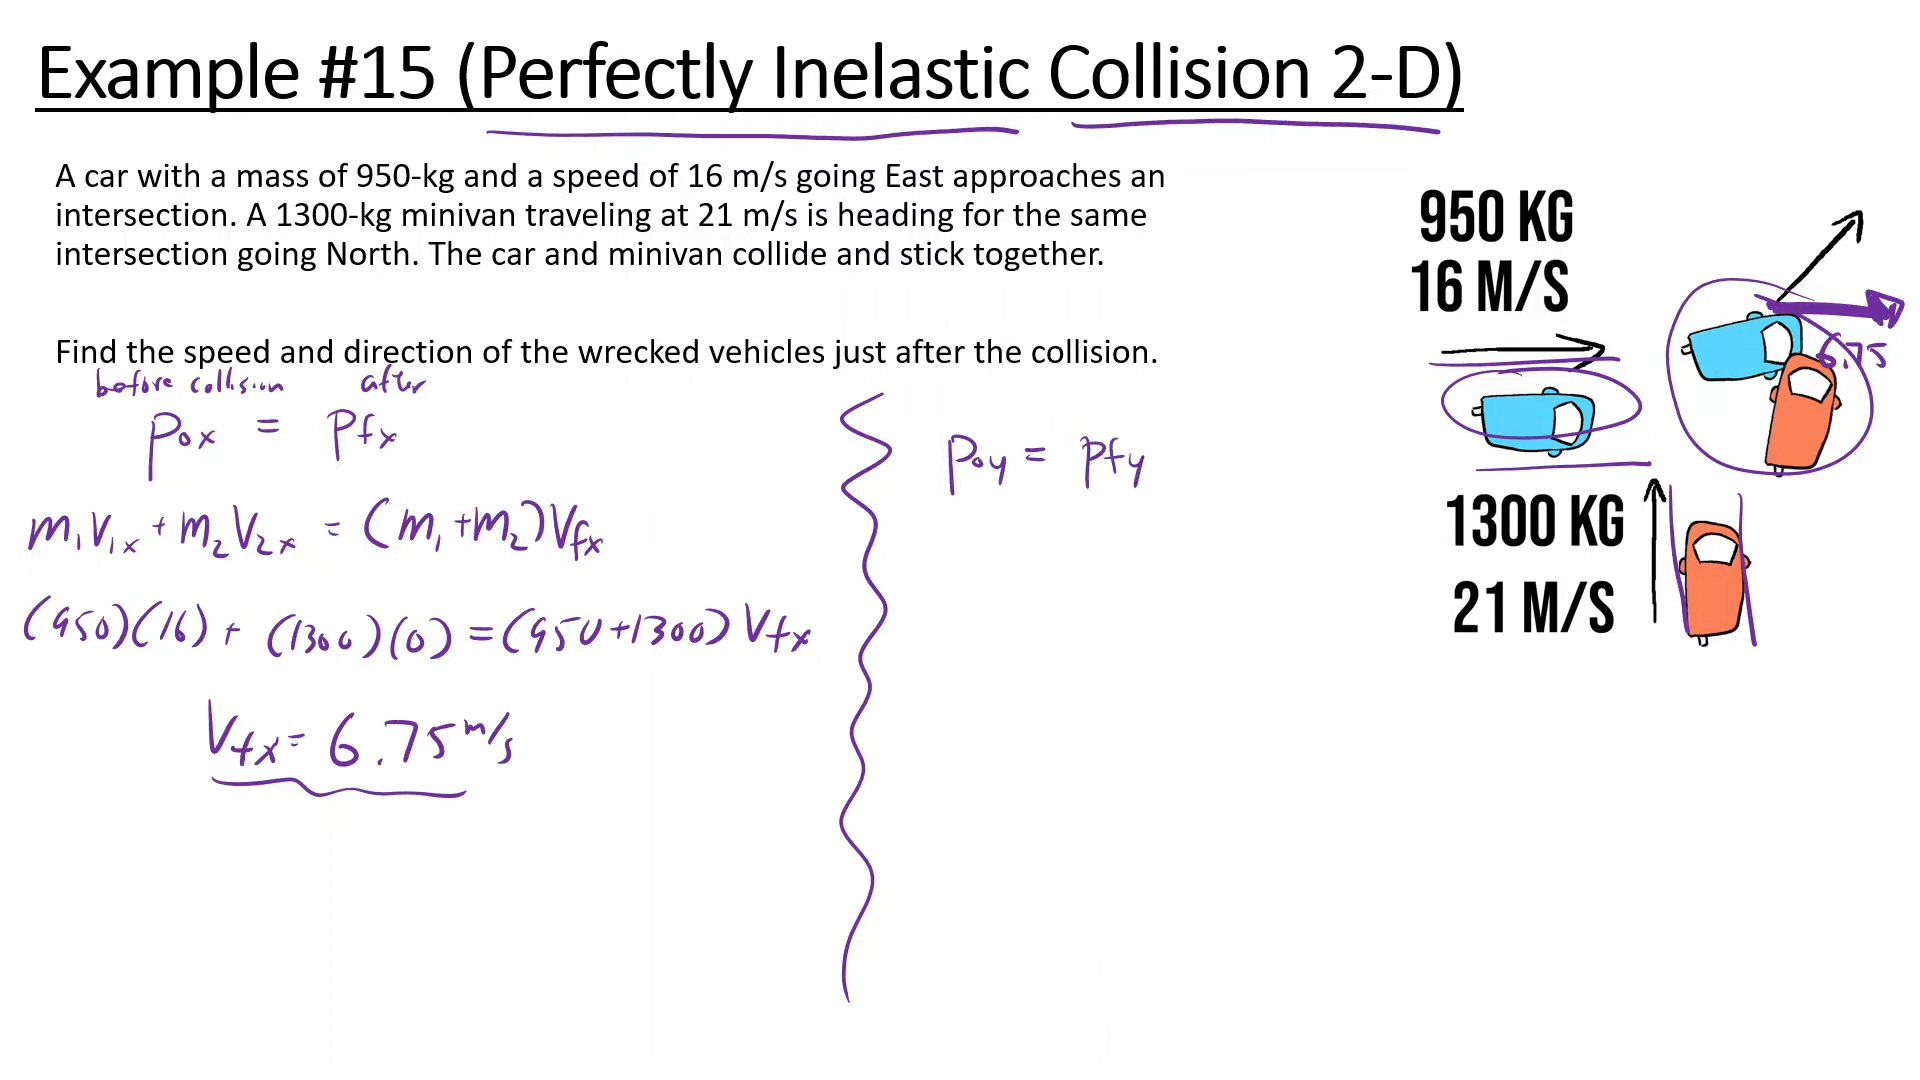 Example #15 (Perfectly Inelastic Collision 2-D)
A car with a mass of 950-kg and a speed of 16 m/s going East approaches an
intersection. A 1300-kg minivan traveling at 21 m/s is heading for the same
intersection going North. The car and minivan collide and stick together.
Find the speed and direction of the wrecked vehicles just after the collision.
before collision after
Pox = Pfx
m₁V₁x + m₂V₂x = (m₁+m₂)Vfx
(950)(16) + (1300)(0) = (950+1300) Vfx
Vfx = 6.75 m/s
Poy = Pfy
950 KG
16 M/S
6.75
1300 KG
21 M/S